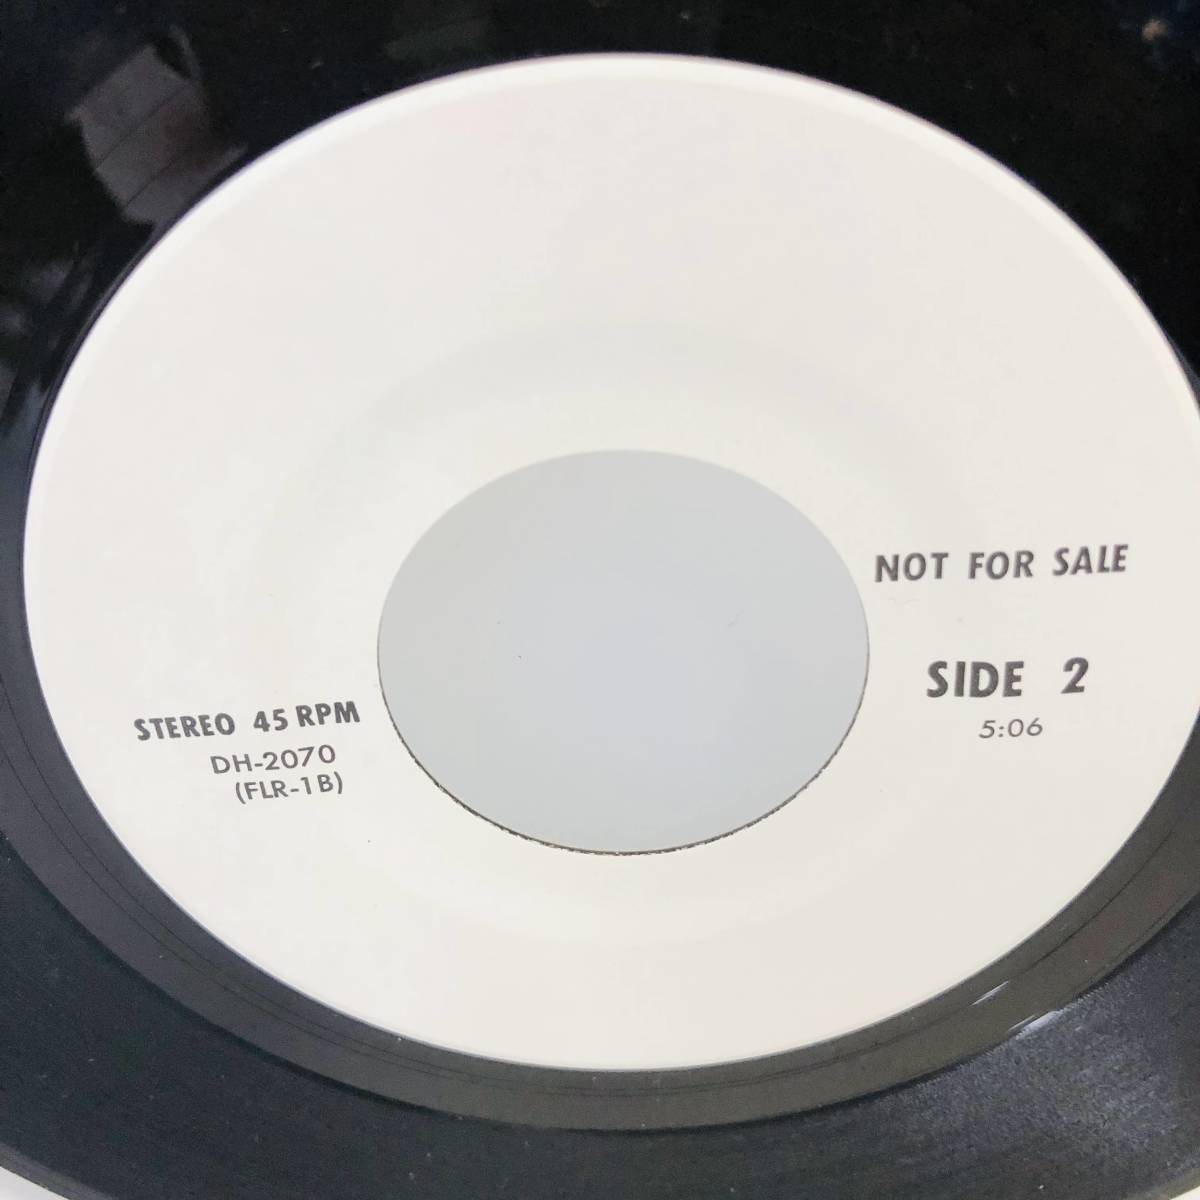 NOT FOR SALE
SIDE 2
5:06
STEREO 45 RPM
DH-2070
(FLR-1B)